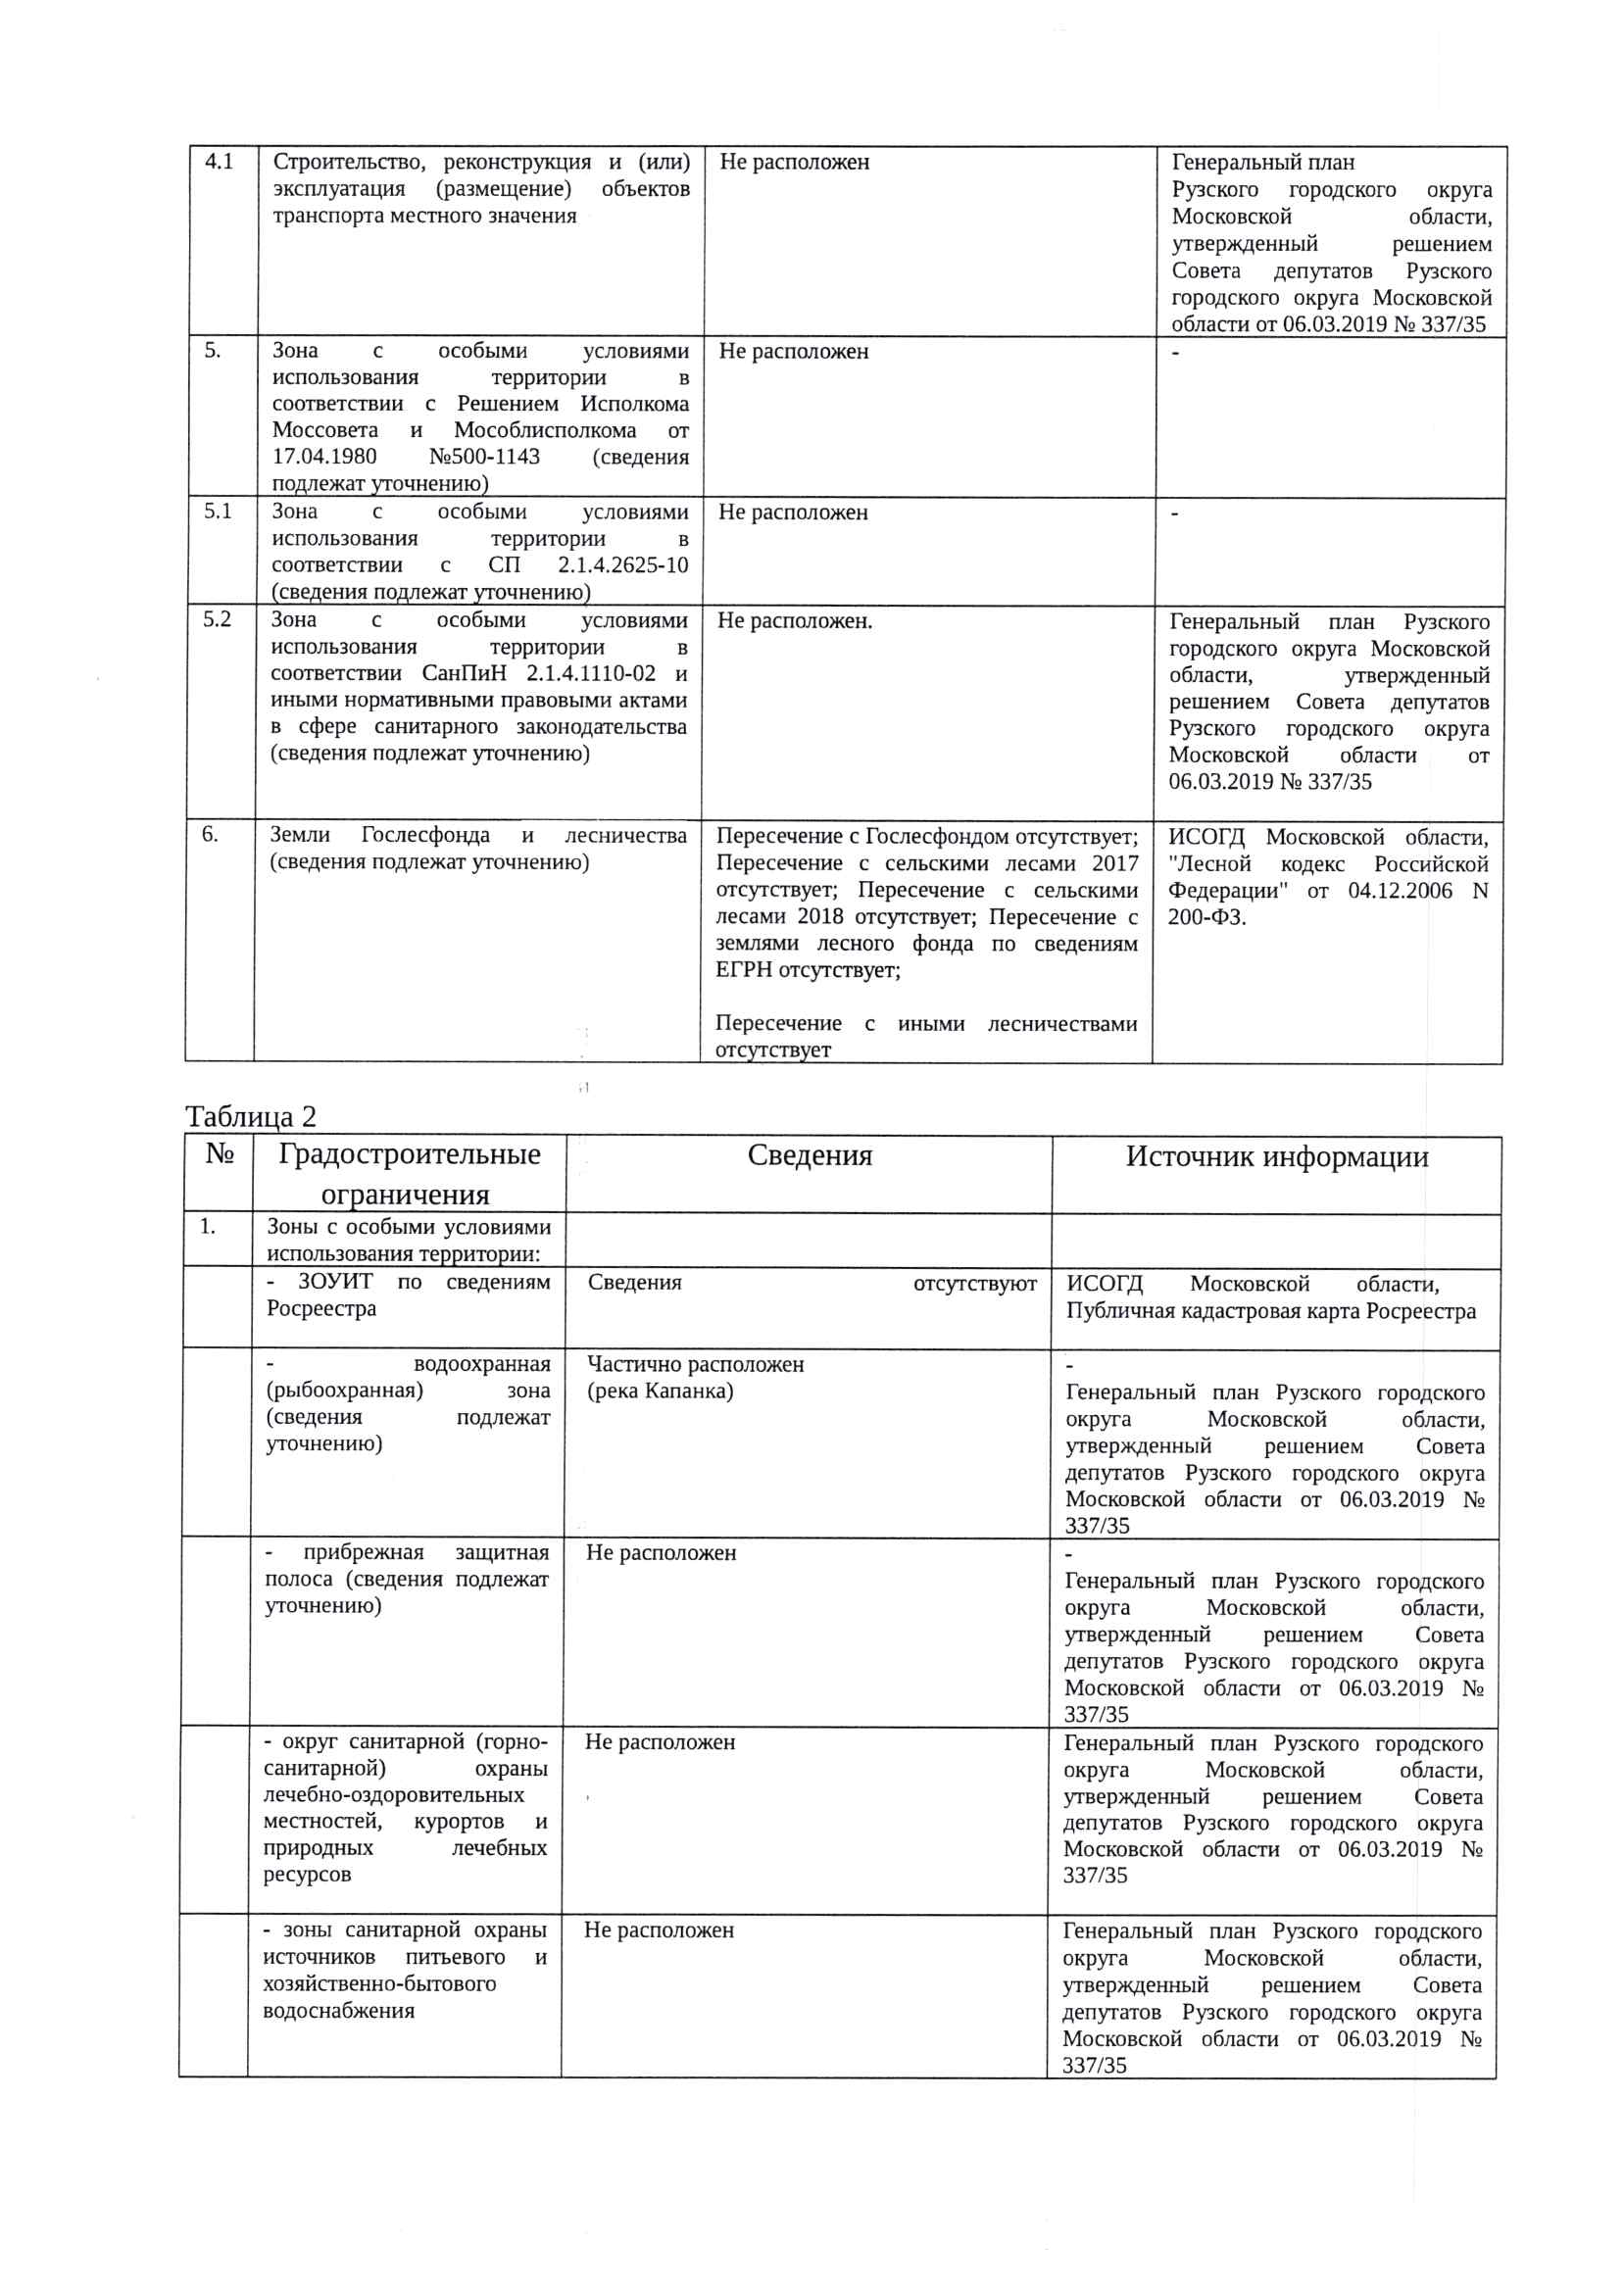 4.1
Строительство, реконструкция и (или)
эксплуатация (размещение) объектов
транспорта местного значения
Не расположен
Генеральный план
Рузского городского округа
Московской области,
утвержденный решением
Совета депутатов Рузского
городского округа Московской
области от 06.03.2019 № 337/35
5.
Зона с особыми условиями
использования территории в
соответствии с Решением Исполкома
Моссовета и Мособлисполкома от
17.04.1980 №500-1143 (сведения
подлежат уточнению)
Не расположен
-
5.1
Зона с особыми условиями
использования территории в
соответствии с СП 2.1.4.2625-10
(сведения подлежат уточнению)
Не расположен
-
5.2
Зона с особыми условиями
использования территории в
соответствии СанПиН 2.1.4.1110-02 и
иными нормативными правовыми актами
в сфере санитарного законодательства
(сведения подлежат уточнению)
Не расположен.
Генеральный план Рузского
городского округа Московской
области, утвержденный
решением Совета депутатов
Рузского городского округа
Московской области от
06.03.2019 № 337/35
6.
Земли Гослесфонда и лесничества
(сведения подлежат уточнению)
Пересечение с Гослесфондом отсутствует;
Пересечение с сельскими лесами 2017
отсутствует; Пересечение с сельскими
лесами 2018 отсутствует; Пересечение с
землями лесного фонда по сведениям
ЕГРН отсутствует;
Пересечение с иными лесничествами
отсутствует
ИСОГД Московской области,
"Лесной кодекс Российской
Федерации" от 04.12.2006 N
200-ФЗ.
Таблица 2
№
Градостроительные
ограничения
Сведения
Источник информации
1.
Зоны с особыми условиями
использования территории:
- ЗОУИТ по сведениям
Росреестра
Сведения отсутствуют
ИСОГД Московской области,
Публичная кадастровая карта Росреестра
- водоохранная
(рыбоохранная) зона
(сведения подлежат
уточнению)
Частично расположен
(река Капанка)
-
Генеральный план Рузского городского
округа Московской области,
утвержденный решением Совета
депутатов Рузского городского округа
Московской области от 06.03.2019 №
337/35
- прибрежная защитная
полоса (сведения подлежат
уточнению)
Не расположен
-
Генеральный план Рузского городского
округа Московской области,
утвержденный решением Совета
депутатов Рузского городского округа
Московской области от 06.03.2019 №
337/35
- округ санитарной (горно-
санитарной) охраны
лечебно-оздоровительных
местностей, курортов и
природных лечебных
ресурсов
Не расположен
Генеральный план Рузского городского
округа Московской области,
утвержденный решением Совета
депутатов Рузского городского округа
Московской области от 06.03.2019 №
337/35
- зоны санитарной охраны
источников питьевого и
хозяйственно-бытового
водоснабжения
Не расположен
Генеральный план Рузского городского
округа Московской области,
утвержденный решением Совета
депутатов Рузского городского округа
Московской области от 06.03.2019 №
337/35